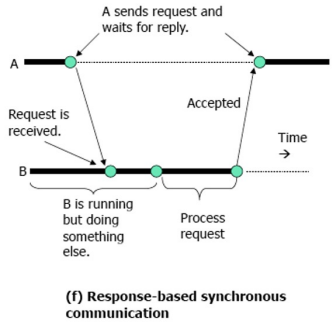 A sends request and
waits for reply.
A
Accepted
Request is
received.
Time
→
B
B is running
but doing
something
else.
Process
request
(f) Response-based synchronous
communication